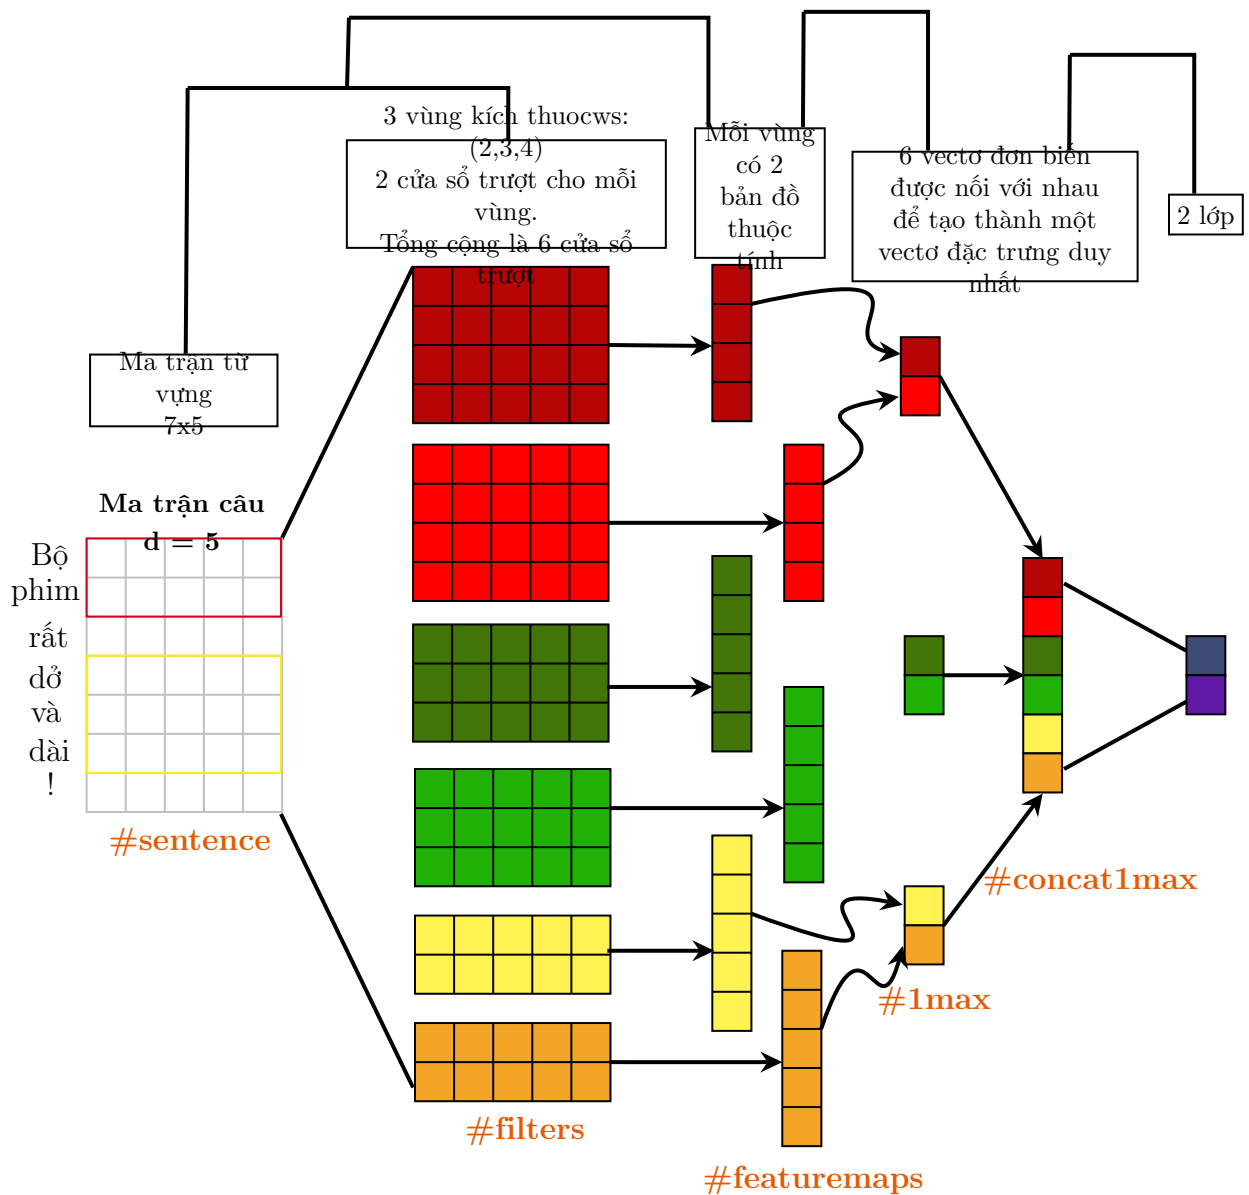 3 vùng kích thuocws:
(2,3,4)
2 cửa sổ trượt cho mỗi
vùng.
Tổng cộng là 6 cửa sổ
trượt
Mỗi vùng
có 2
bản đồ
thuộc
tính
6 vectơ đơn biến
được nối với nhau
để tạo thành một
vectơ đặc trưng duy
nhất
2 lớp
Ma trận từ
vựng
7x5
Ma trận câu
d = 5
Bộ
phim
rất
dở
và
dài
!
#sentence
#concat1max
#1max
#filters
#featuremaps